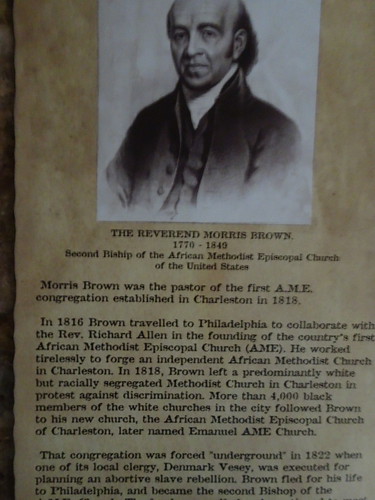 THE REVEREND MORRIS BROWN.
1770 - 1849
Second Biship of the African Methodist Episcopal Church
of the United States
Morris Brown was the pastor of the first A.M.E.
congregation established in Charleston in 1818.
In 1816 Brown travelled to Philadelphia to collaborate with
the Rev. Richard Allen in the founding of the country's first
African Methodist Episcopal Church (AME). He worked
tirelessly to forge an independent African Methodist Church
in Charleston. In 1818, Brown left a predominantly white
but racially segregated Methodist Church in Charleston in
protest against discrimination. More than 4,000 black
members of the white churches in the city followed Brown
to his new church, the African Methodist Episcopal Church
of Charleston, later named Emanuel AME Church.
That congregation was forced "underground" in 1822 when
one of its local clergy, Denmark Vesey, was executed for
planning an abortive slave rebellion. Brown fled for his life
to Philadelphia, and became the second Bishop of the